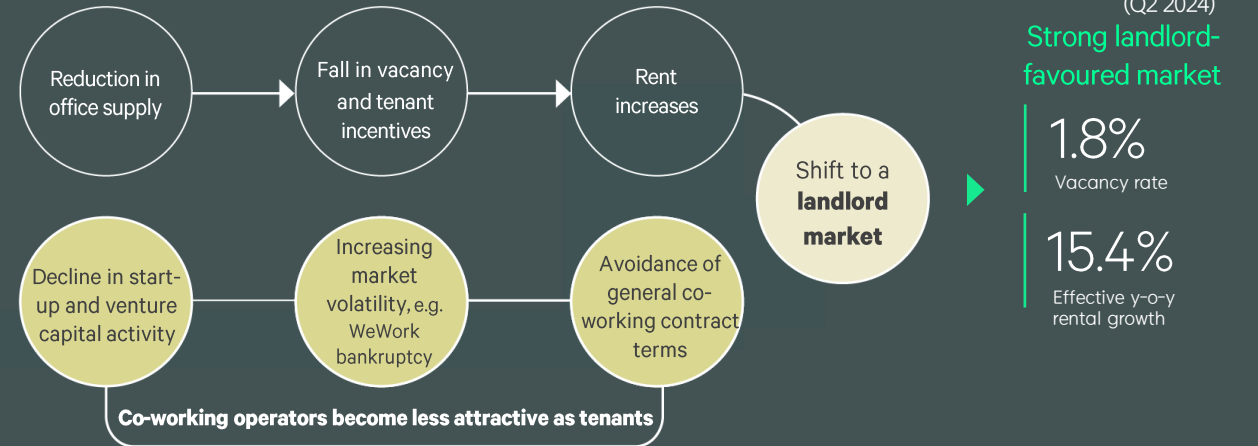 Reduction in
office supply
Fall in vacancy
and tenant
incentives
Rent
increases
Shift to a
landlord
market
(Q2 2024)
Strong landlord-
favoured market
1.8%
Vacancy rate
15.4%
Effective y-o-y
rental growth
Decline in start-
up and venture
capital activity
Increasing
market
volatility, e.g.
WeWork
bankruptcy
Avoidance of
general co-
working contract
terms
Co-working operators become less attractive as tenants